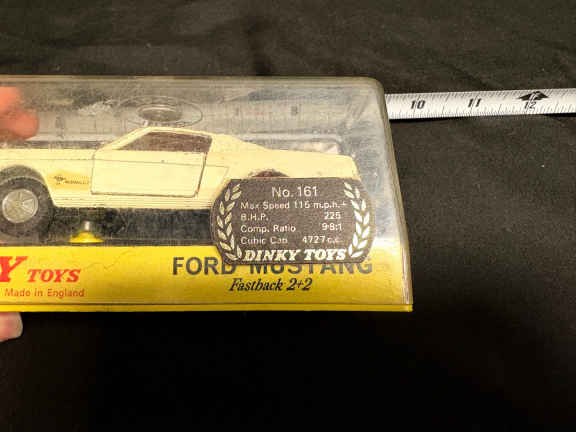 10 11 12
8
No. 161
Max Speed 115 m.p.h.+
B.H.P. 225
Comp. Ratio 9·8:1
Cubic Cap. 4727 c.c.
DINKY TOYS
Y TOYS
Made in England
FORD MUSTANG
Fastback 2+2